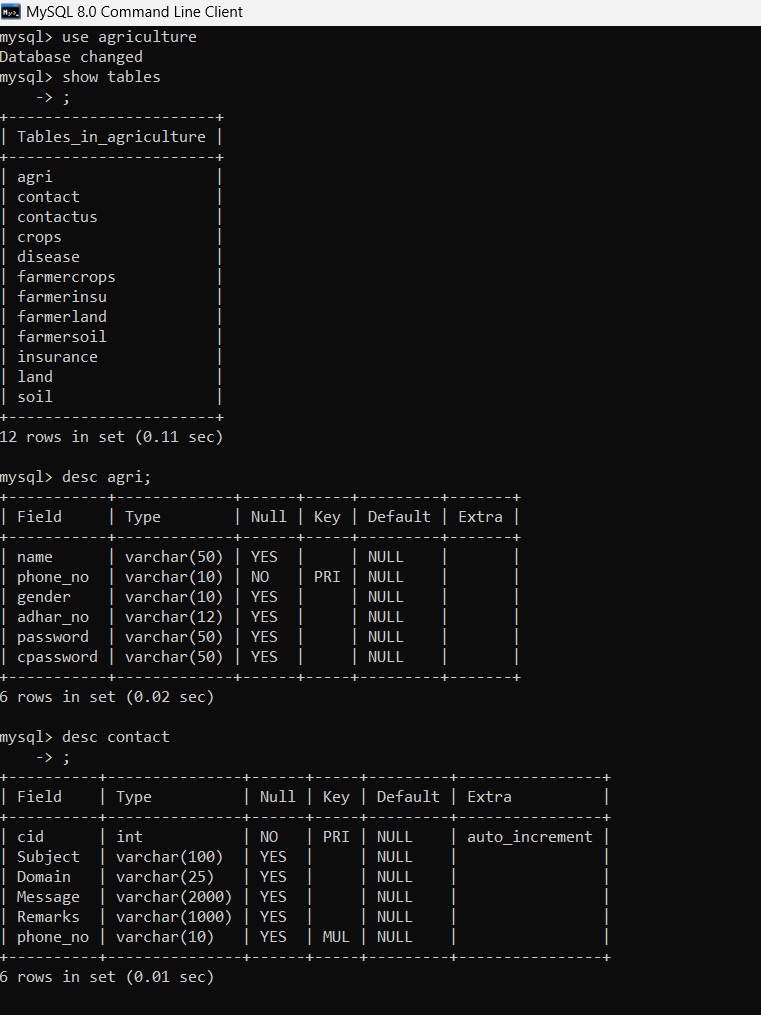 MySQL 8.0 Command Line Client
mysql> use agriculture
Database changed
mysql> show tables
    -> ;
+-----------------------+
| Tables_in_agriculture |
+-----------------------+
| agri                  |
| contact               |
| contactus             |
| crops                 |
| disease               |
| farmercrops           |
| farmerinsu            |
| farmerland            |
| farmersoil            |
| insurance             |
| land                  |
| soil                  |
+-----------------------+
12 rows in set (0.11 sec)

mysql> desc agri;
+-----------+-------------+------+-----+---------+-------+
| Field     | Type        | Null | Key | Default | Extra |
+-----------+-------------+------+-----+---------+-------+
| name      | varchar(50) | YES  |     | NULL    |       |
| phone_no  | varchar(10) | NO   | PRI | NULL    |       |
| gender    | varchar(10) | YES  |     | NULL    |       |
| adhar_no  | varchar(12) | YES  |     | NULL    |       |
| password  | varchar(50) | YES  |     | NULL    |       |
| cpassword | varchar(50) | YES  |     | NULL    |       |
+-----------+-------------+------+-----+---------+-------+
6 rows in set (0.02 sec)

mysql> desc contact
    -> ;
+----------+---------------+------+-----+---------+----------------+
| Field    | Type          | Null | Key | Default | Extra          |
+----------+---------------+------+-----+---------+----------------+
| cid      | int           | NO   | PRI | NULL    | auto_increment |
| Subject  | varchar(100)  | YES  |     | NULL    |                |
| Domain   | varchar(25)   | YES  |     | NULL    |                |
| Message  | varchar(2000) | YES  |     | NULL    |                |
| Remarks  | varchar(1000) | YES  |     | NULL    |                |
| phone_no | varchar(10)   | YES  | MUL | NULL    |                |
+----------+---------------+------+-----+---------+----------------+
6 rows in set (0.01 sec)